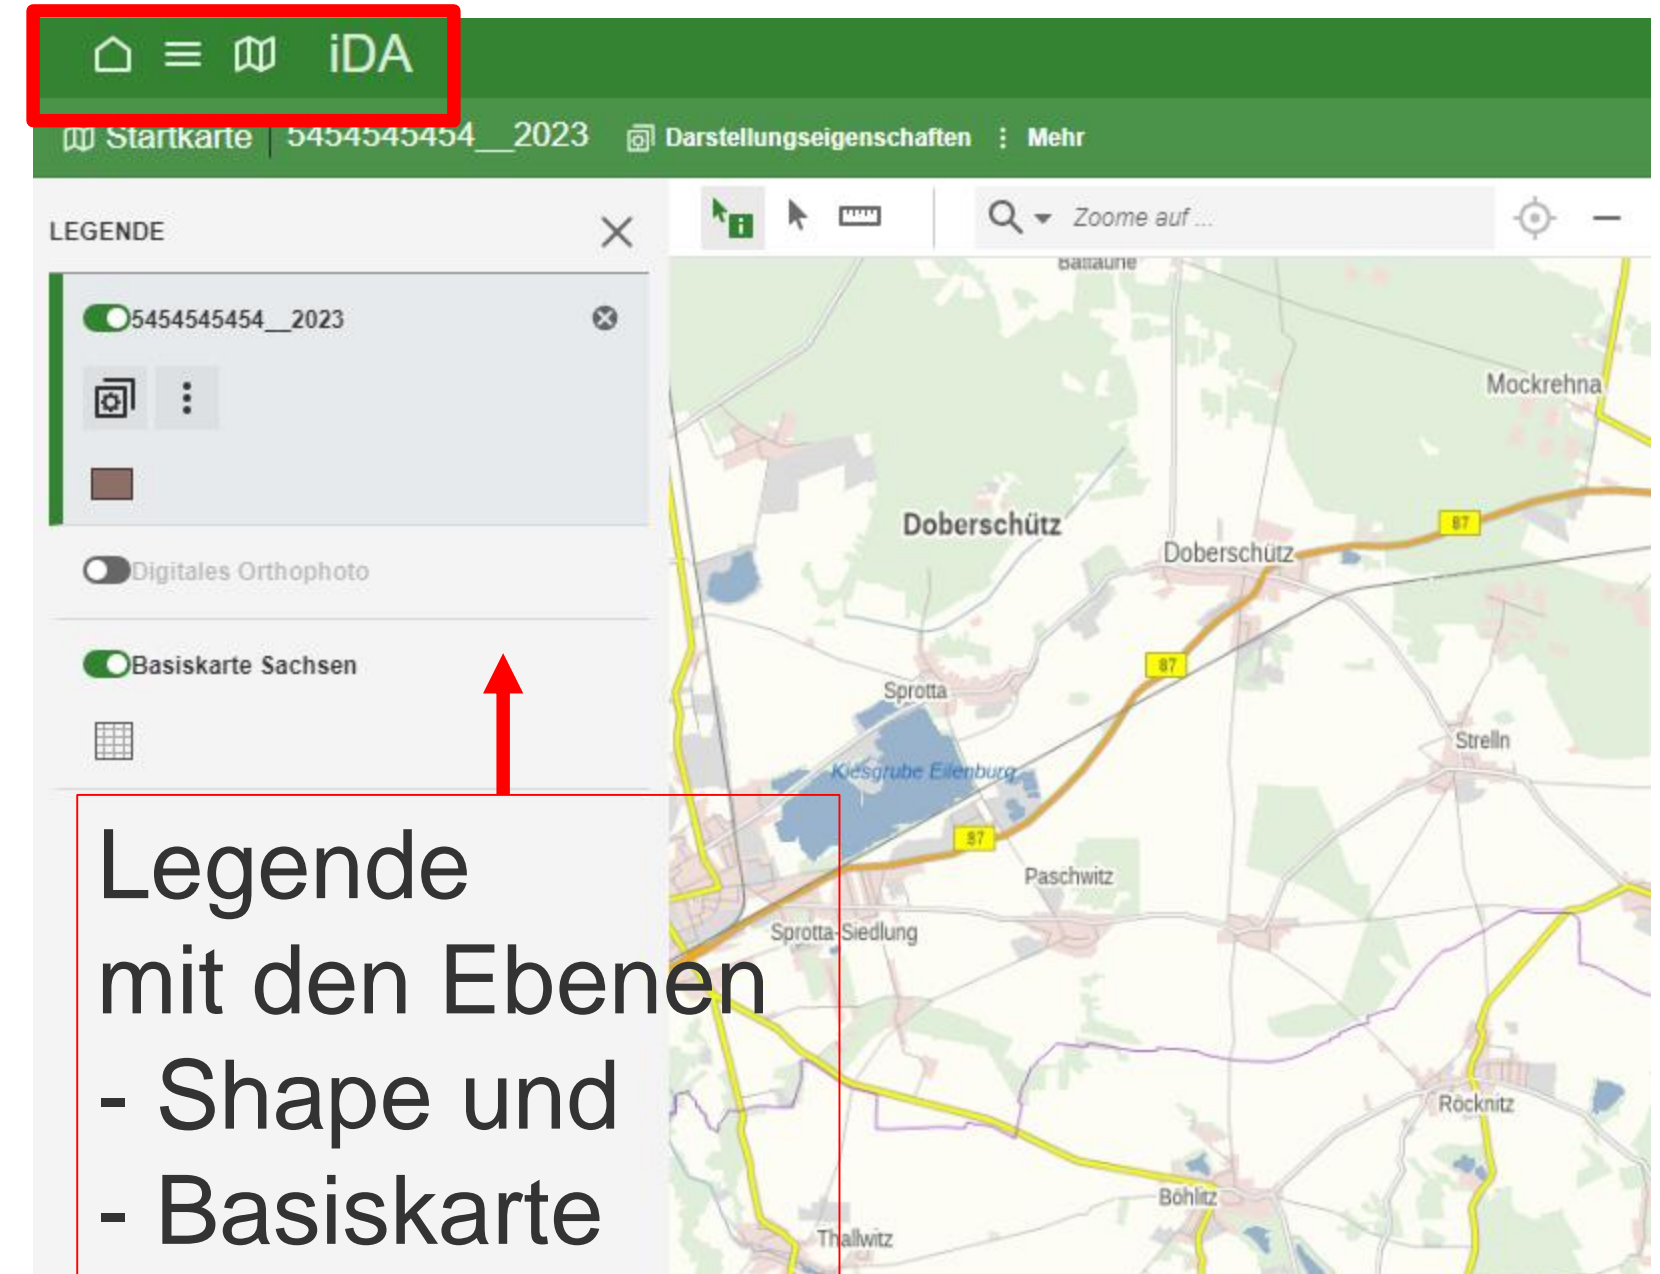 iDA
Startkarte 5454545454__2023 Darstellungseigenschaften Mehr
LEGENDE
Zoome auf ...
5454545454__2023
Digitales Orthophoto
Basiskarte Sachsen
Legende
mit den Ebenen
- Shape und
- Basiskarte
Battaune
Mockrehna
87
Doberschütz
Doberschütz
87
Sprotta
Strelln
Kiesgrube Eilenburg
87
Paschwitz
Sprotta-Siedlung
Röcknitz
Böhlitz
Thallwitz